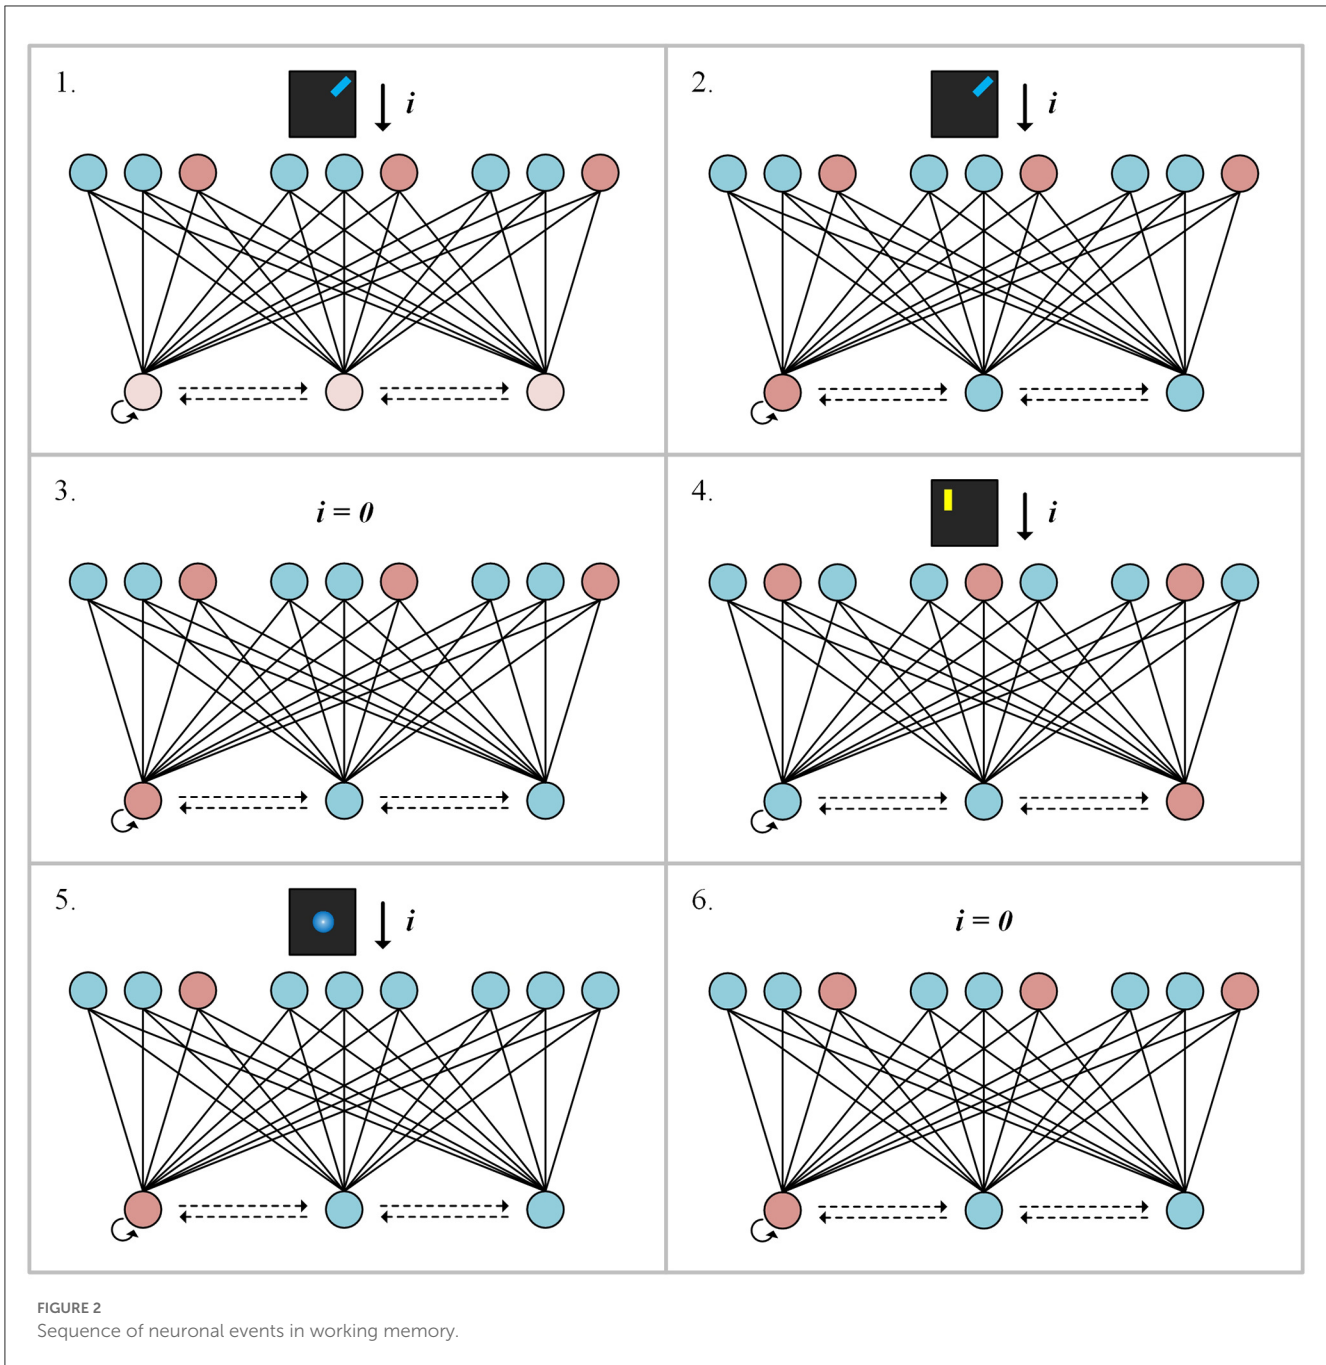 1.
i
2.
i
3.
i = 0
4.
i
5.
i
6.
i = 0
FIGURE 2
Sequence of neuronal events in working memory.